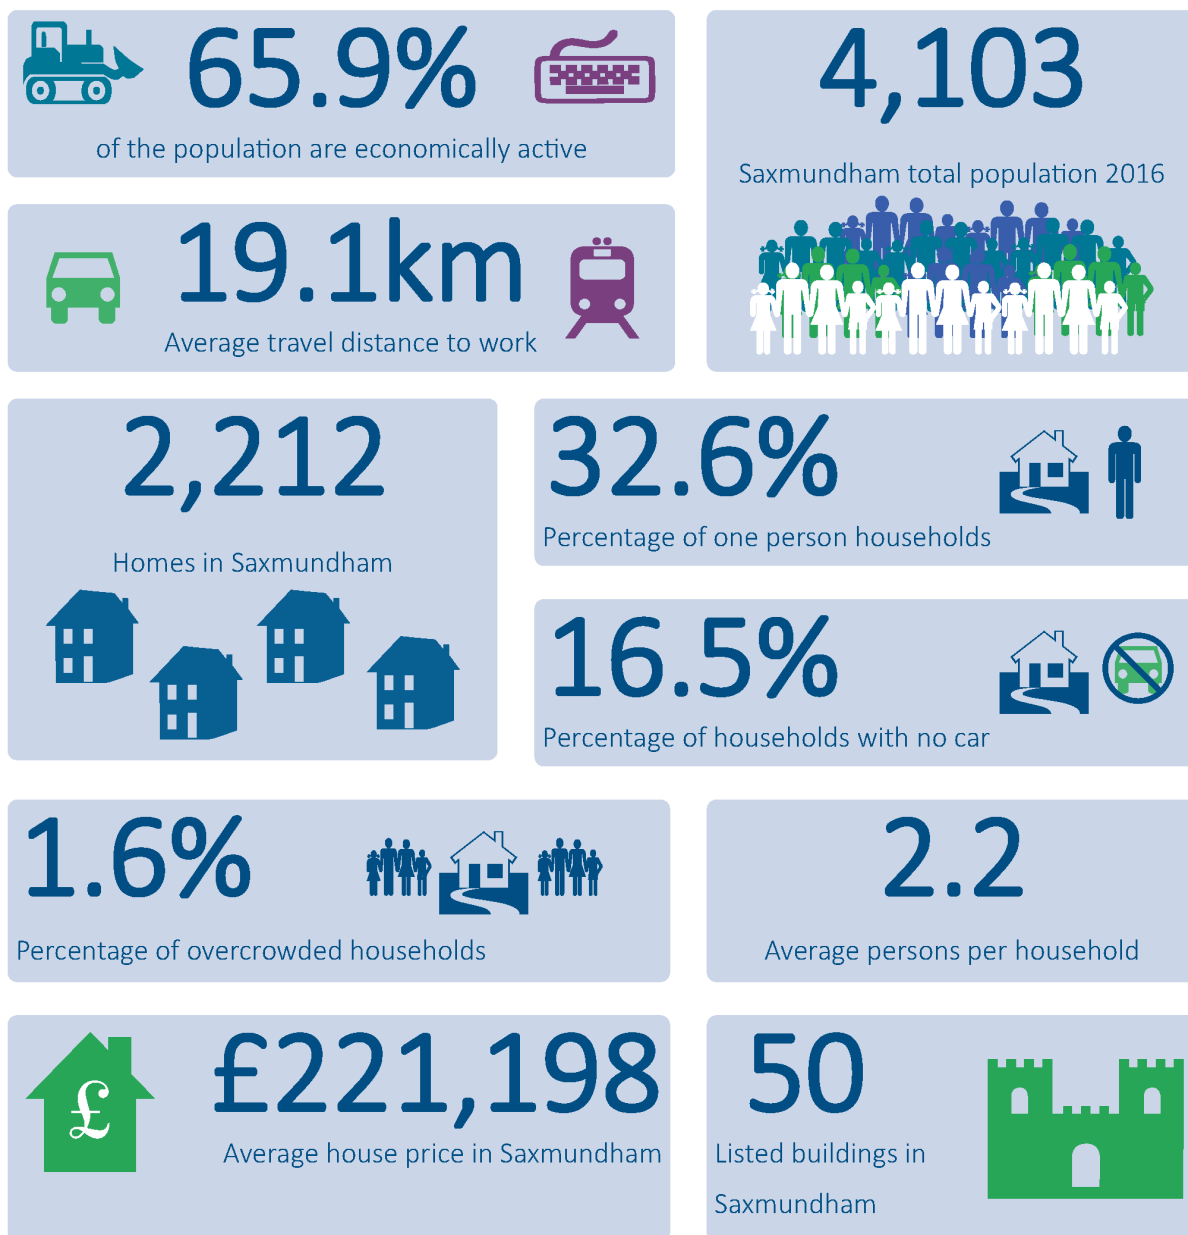 65.9%
of the population are economically active
4,103
Saxmundham total population 2016
19.1km
Average travel distance to work
2,212
Homes in Saxmundham
32.6%
Percentage of one person households
16.5%
Percentage of households with no car
1.6%
Percentage of overcrowded households
2.2
Average persons per household
£
£221,198
Average house price in Saxmundham
50
Listed buildings in
Saxmundham